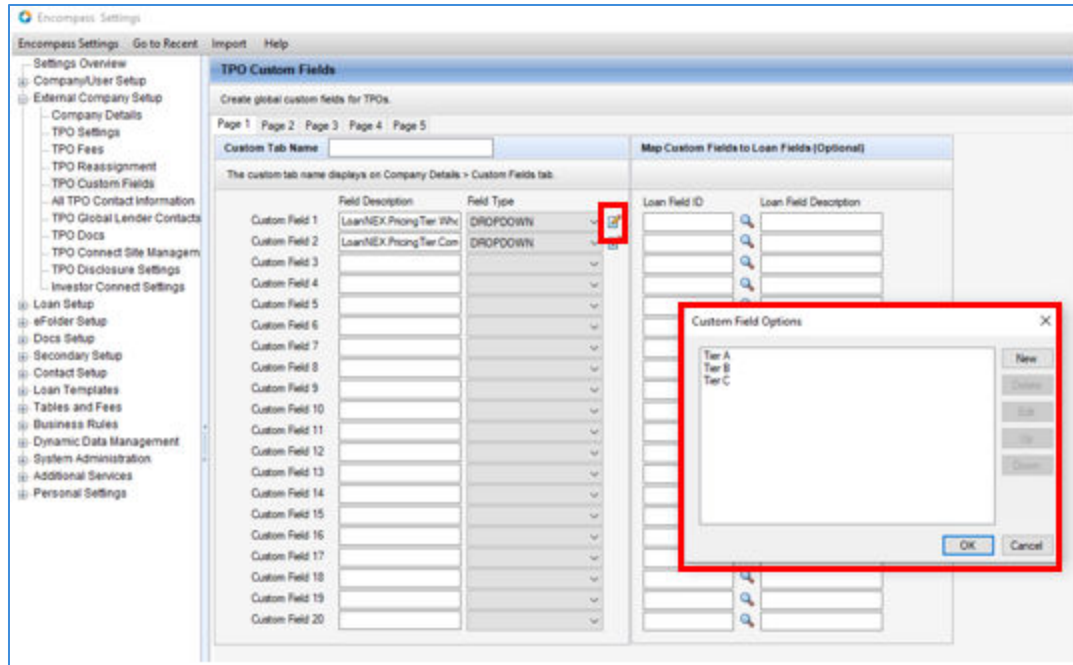 Encompass Settings
Encompass Settings Go to Recent Import Help
Settings Overview
Company/User Setup
External Company Setup
Company Details
TPO Settings
TPO Fees
TPO Reassignment
TPO Custom Fields
All TPO Contact Information
TPO Global Lender Contacts
TPO Docs
TPO Connect Site Managem
TPO Disclosure Settings
Investor Connect Settings
Loan Setup
eFolder Setup
Docs Setup
Secondary Setup
Contact Setup
Loan Templates
Tables and Fees
Business Rules
Dynamic Data Management
System Administration
Additional Services
Personal Settings
TPO Custom Fields
Create global custom fields for TPOs.
Page 1 Page 2 Page 3 Page 4 Page 5
Custom Tab Name
The custom tab name displays on Company Details > Custom Fields tab.
Field Description Field Type
Custom Field 1 LoanNEX.PricingTier.Who DROPDOWN
Custom Field 2 LoanNEX.PricingTier.Corr DROPDOWN
Custom Field 3
Custom Field 4
Custom Field 5
Custom Field 6
Custom Field 7
Custom Field 8
Custom Field 9
Custom Field 10
Custom Field 11
Custom Field 12
Custom Field 13
Custom Field 14
Custom Field 15
Custom Field 16
Custom Field 17
Custom Field 18
Custom Field 19
Custom Field 20
Map Custom Fields to Loan Fields (Optional)
Loan Field ID Loan Field Description
Custom Field Options
Tier A
Tier B
Tier C
New
Delete
Edit
Up
Down
OK Cancel